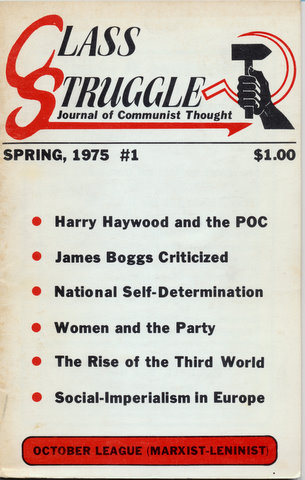 CLASS
STRUGGLE
Journal of Communist Thought
SPRING, 1975 #1 $1.00
Harry Haywood and the POC
James Boggs Criticized
National Self-Determination
Women and the Party
The Rise of the Third World
Social-Imperialism in Europe
OCTOBER LEAGUE (MARXIST-LENINIST)